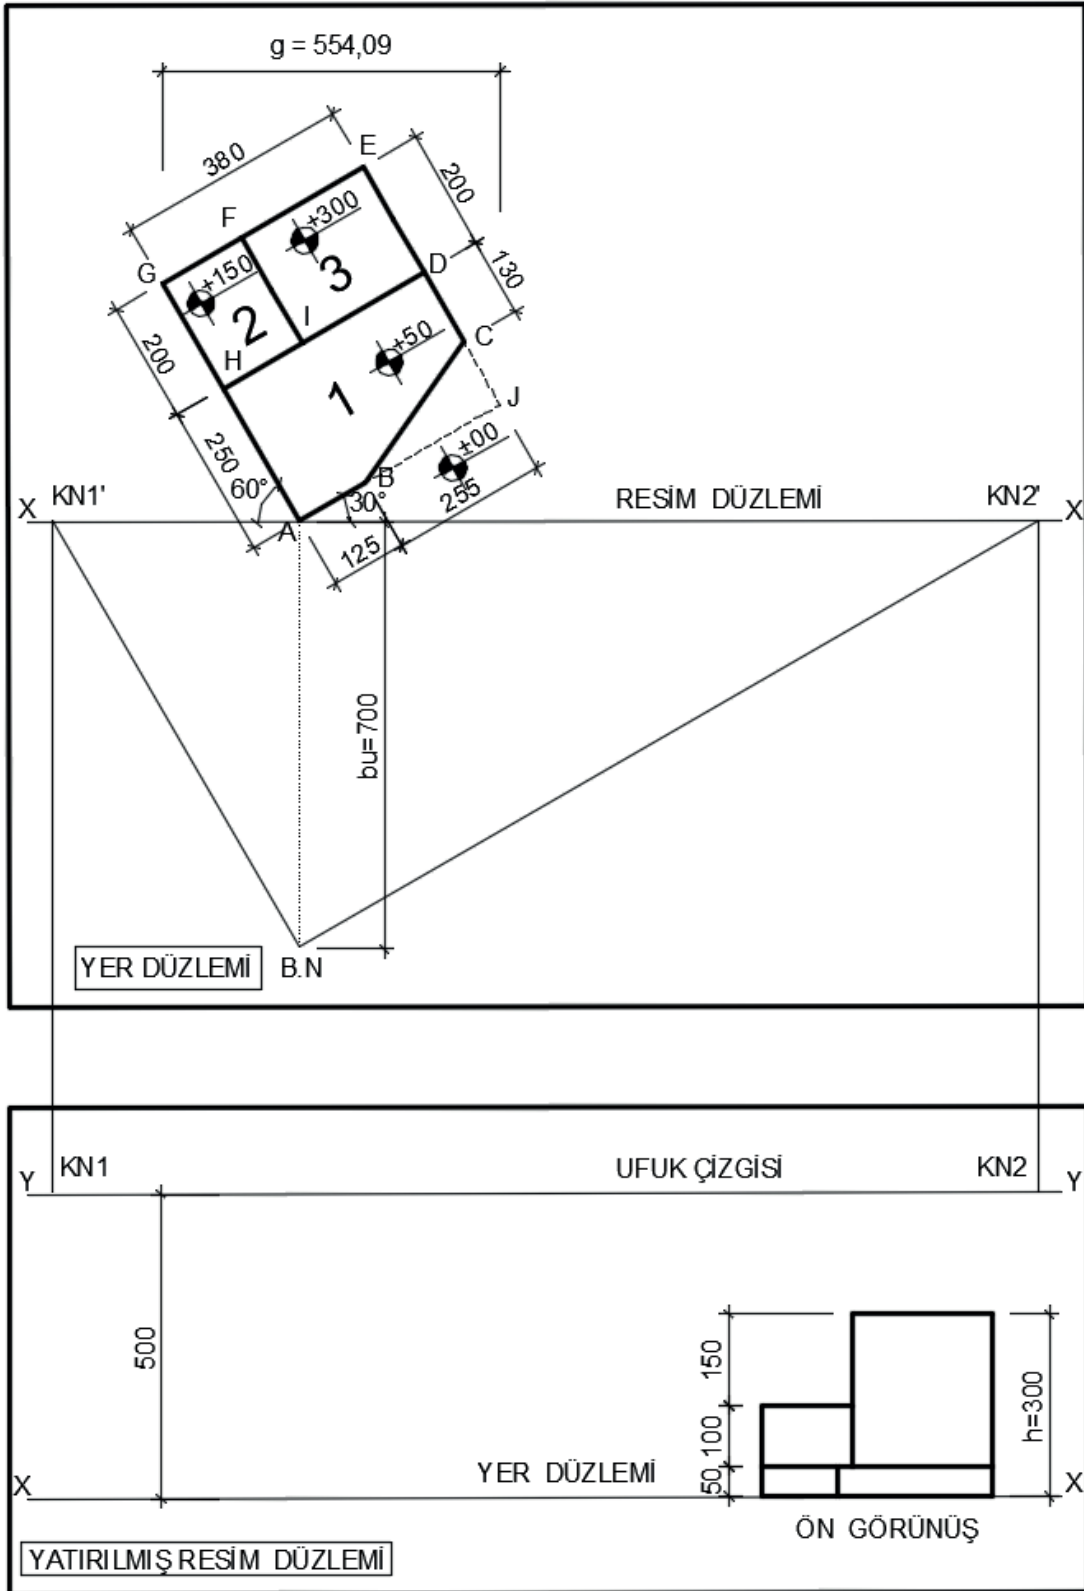 g = 554,09
380
E
200
F
+300
D
130
G
+150
3
2
I
+50
C
H
200
1
J
250
±00
60°
B
30°
255
X
KN1'
RESİM DÜZLEMİ
KN2'
X
A
125
bu=700
YER DÜZLEMİ
B.N
Y
KN1
UFUK ÇİZGİSİ
KN2
Y
500
150
100
50
h=300
X
YER DÜZLEMİ
X
ÖN GÖRÜNÜŞ
YATIRILMIŞ RESİM DÜZLEMİ